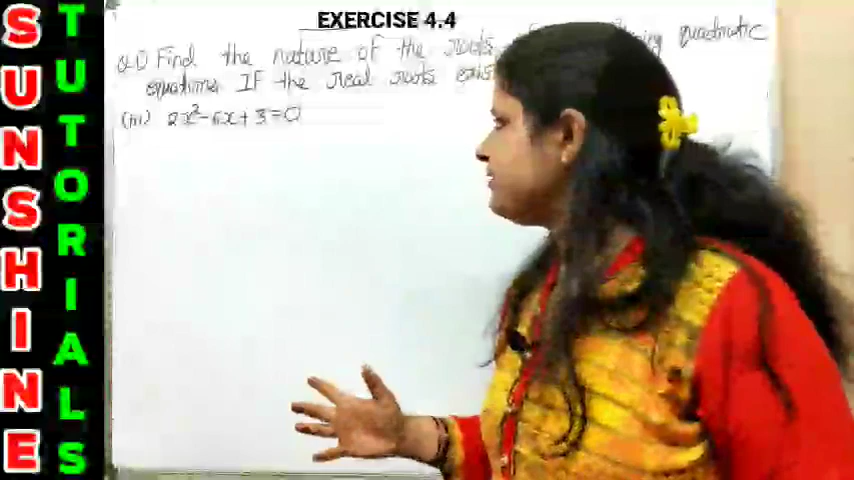 SUNSHINE
TUTORIALS
EXERCISE 4.4
Q1) Find the nature of the roots quadratic
equations If the real roots exist
(iii) 2x²-6x+3=0